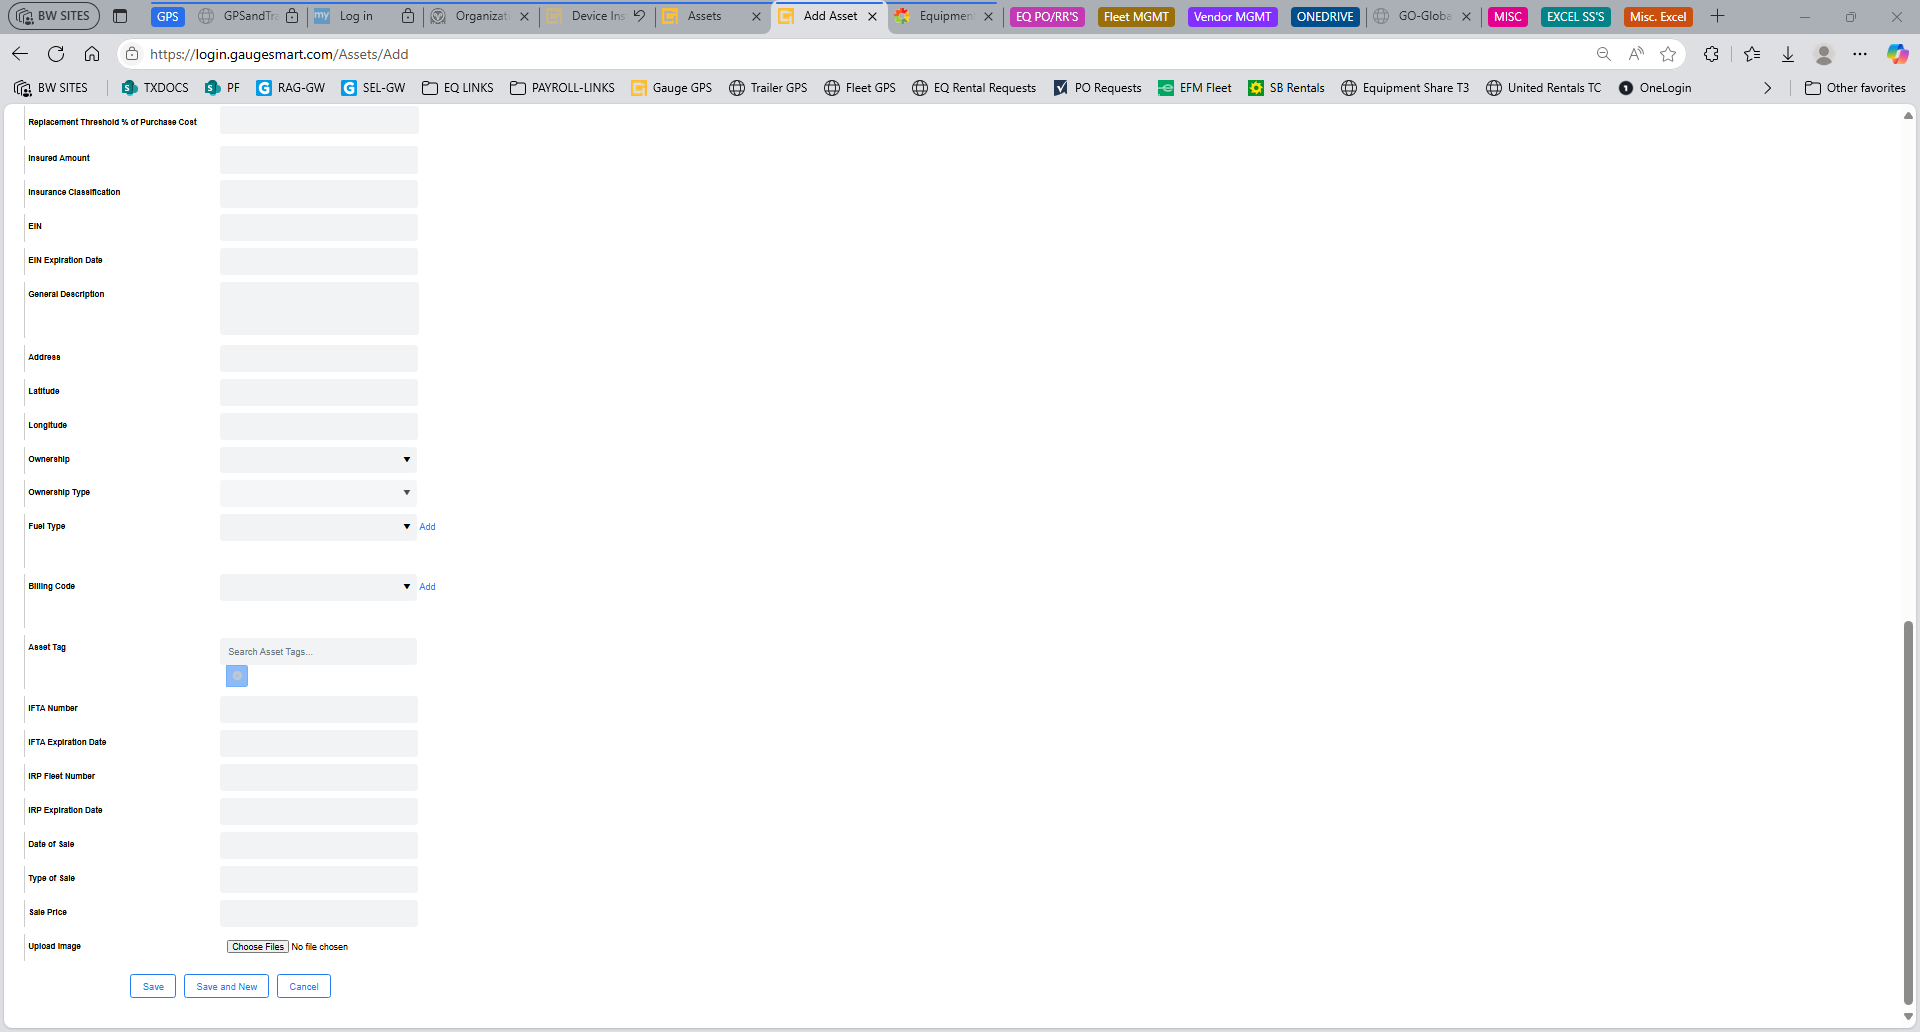 BW SITES
GPS
GPSandTra
my
Log in
Organizati
Device Ins
Assets
Add Asset
Equipmen
EQ PO/RR'S
Fleet MGMT
Vendor MGMT
ONEDRIVE
GO-Globa
MISC
EXCEL SS'S
Misc. Excel
https://login.gaugesmart.com/Assets/Add
BW SITES
TXDOCS
PF
RAG-GW
SEL-GW
EQ LINKS
PAYROLL-LINKS
Gauge GPS
Trailer GPS
Fleet GPS
EQ Rental Requests
PO Requests
EFM Fleet
SB Rentals
Equipment Share T3
United Rentals TC
OneLogin
Other favorites
Replacement Threshold % of Purchase Cost
Insured Amount
Insurance Classification
EIN
EIN Expiration Date
General Description
Address
Latitude
Longitude
Ownership
Ownership Type
Fuel Type
Add
Billing Code
Add
Asset Tag
Search Asset Tags...
IFTA Number
IFTA Expiration Date
IRP Fleet Number
IRP Expiration Date
Date of Sale
Type of Sale
Sale Price
Upload Image
Choose Files No file chosen
Save
Save and New
Cancel